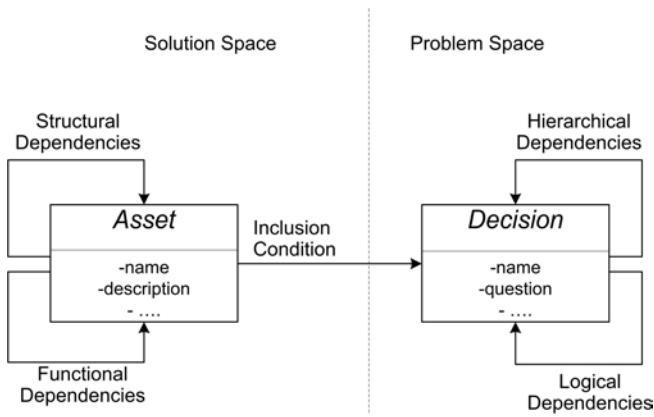 Solution Space
Problem Space
Structural
Dependencies
Hierarchical
Dependencies
Asset
-name
-description
- ....
Inclusion
Condition
Decision
-name
-question
- ....
Functional
Dependencies
Logical
Dependencies